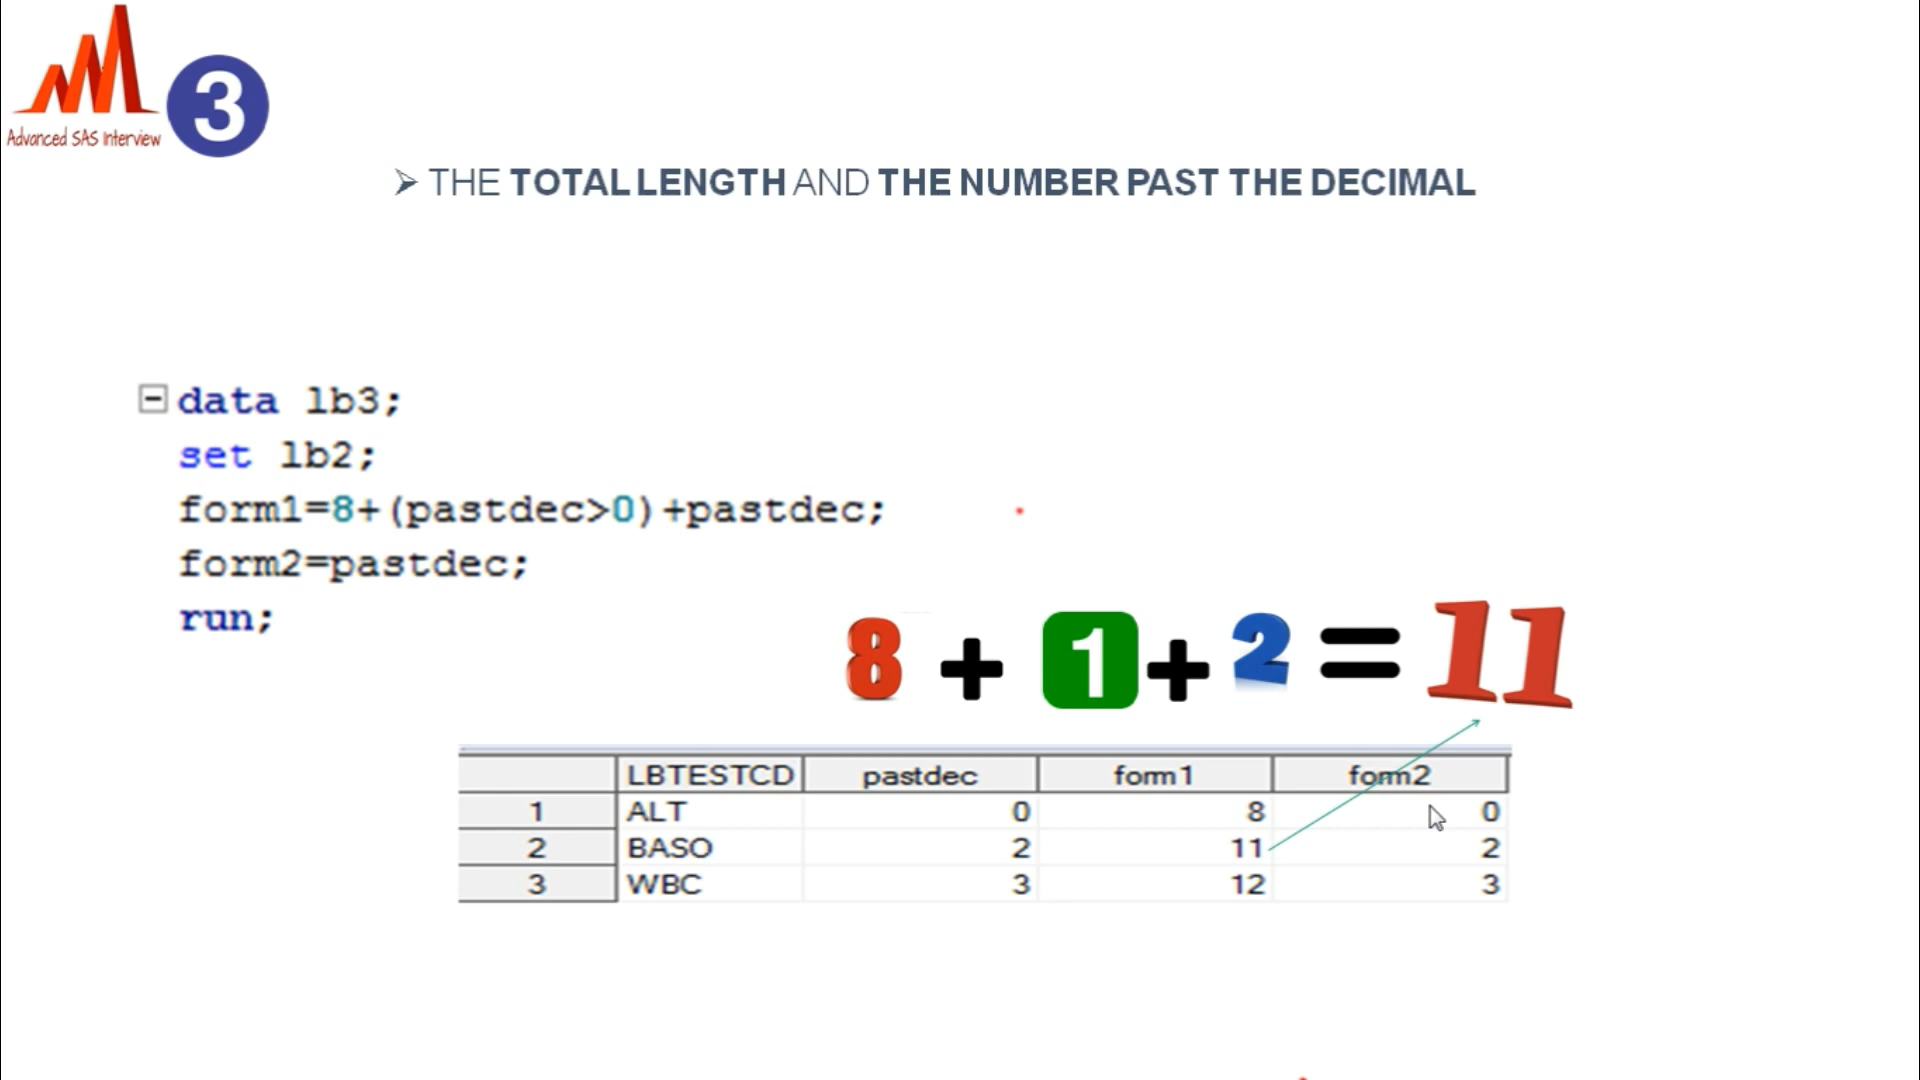 Advanced SAS Interview
3
➢ THE TOTAL LENGTH AND THE NUMBER PAST THE DECIMAL
data lb3;
set lb2;
form1=8+(pastdec>0)+pastdec;
form2=pastdec;
run;
8 + 1 + 2 = 11
LBTESTCD pastdec form1 form2
1 ALT 0 8 0
2 BASO 2 11 2
3 WBC 3 12 3